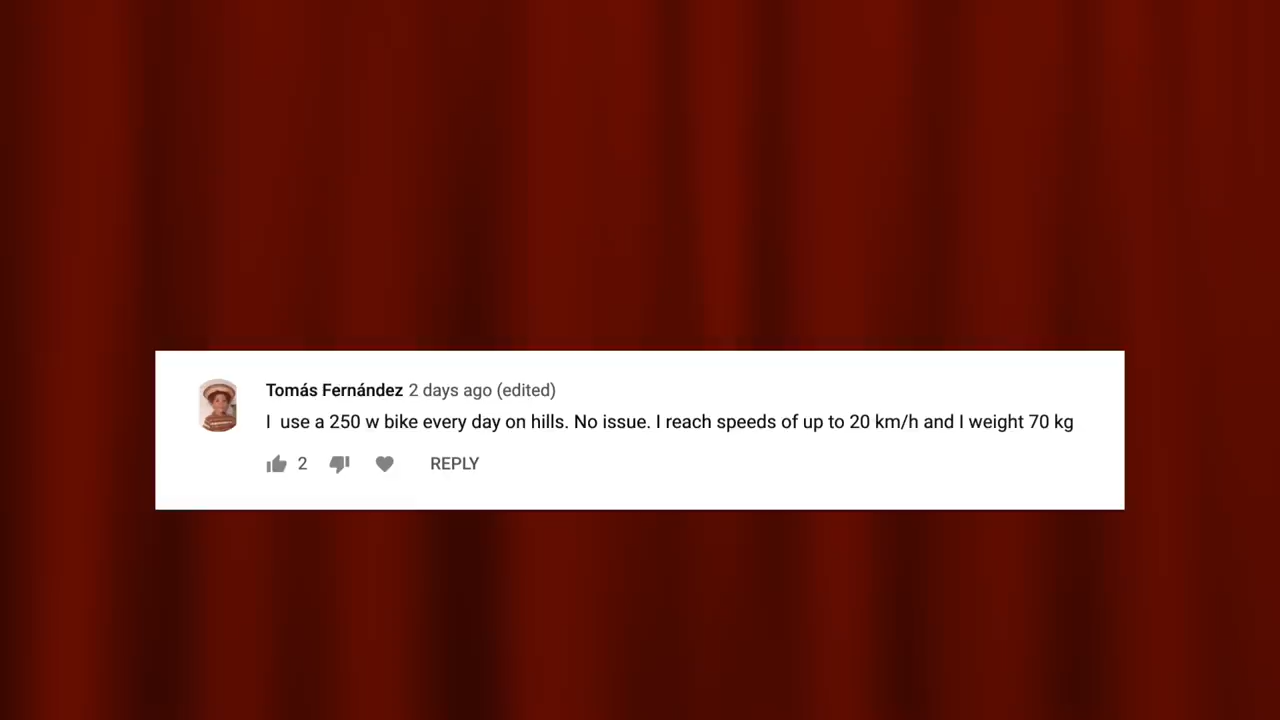 Tomás Fernández 2 days ago (edited)
I use a 250 w bike every day on hills. No issue. I reach speeds of up to 20 km/h and I weight 70 kg
2 REPLY